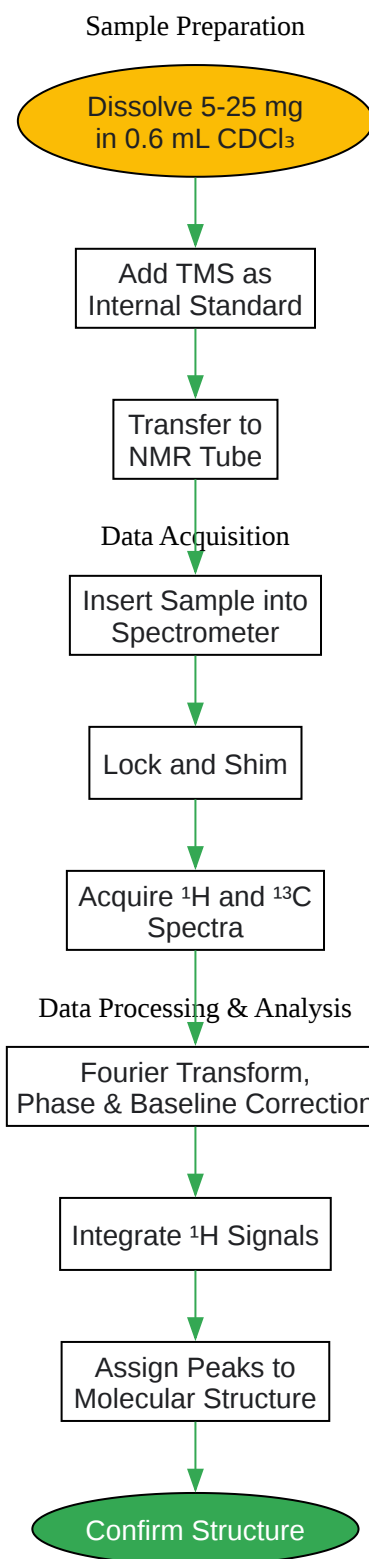 Sample Preparation
Dissolve 5-25 mg
in 0.6 mL CDCl₃
Add TMS as
Internal Standard
Transfer to
NMR Tube
Data Acquisition
Insert Sample into
Spectrometer
Lock and Shim
Acquire ¹H and ¹³C
Spectra
Data Processing & Analysis
Fourier Transform,
Phase & Baseline Correction
Integrate ¹H Signals
Assign Peaks to
Molecular Structure
Confirm Structure